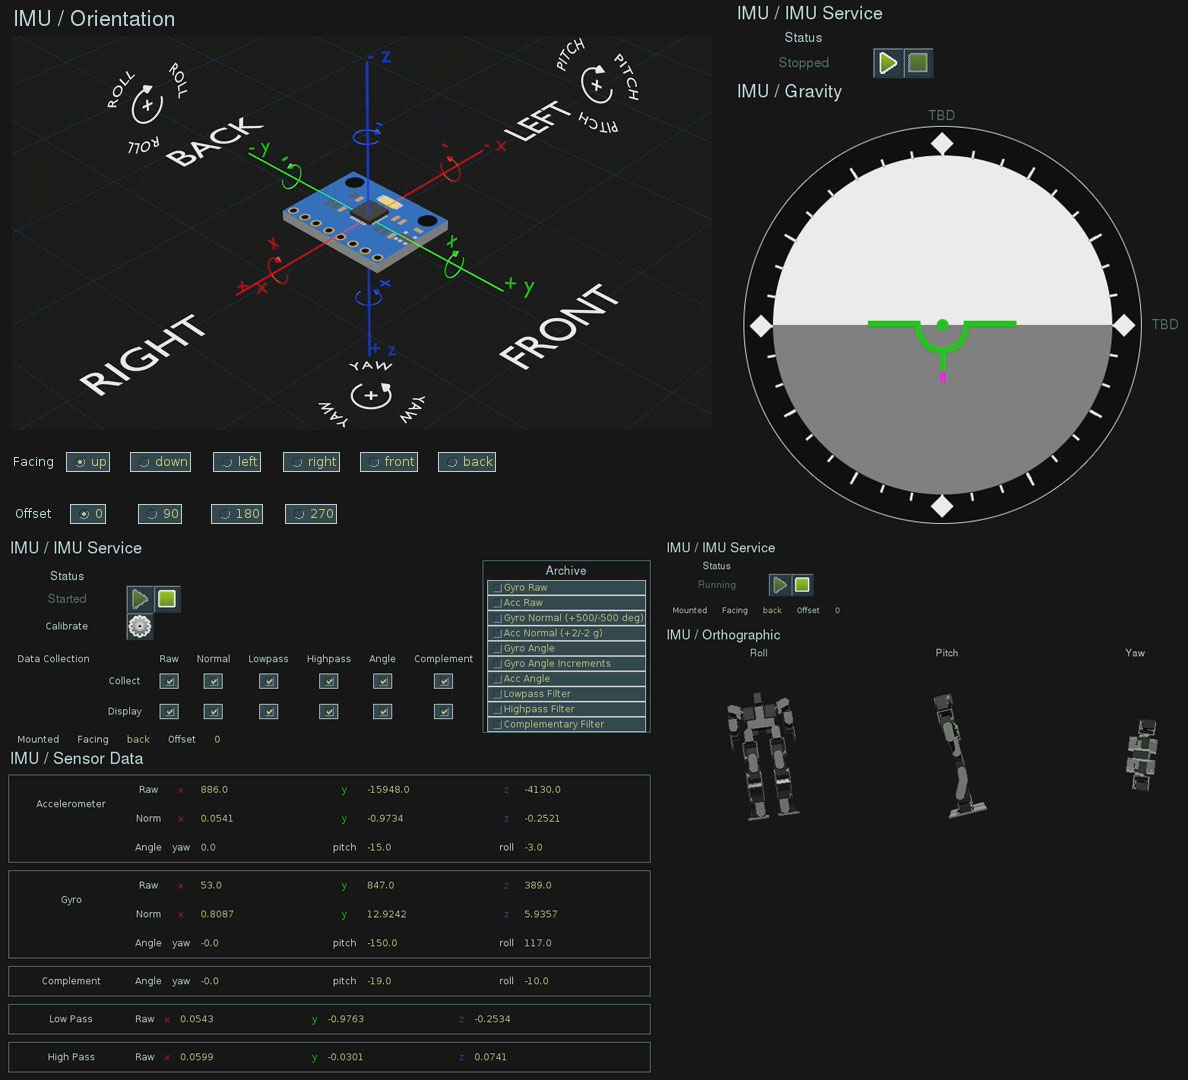 IMU / Orientation
ROLL
ROLL
ROLL
BACK
- y
- z
PITCH
PITCH
PITCH
LEFT
- x
x
+ x
x
+ y
x
+ z
RIGHT
FRONT
YAW
YAW
YAW
Facing up down left right front back
Offset 0 90 180 270
IMU / IMU Service
Status
Stopped
IMU / Gravity
TBD
TBD
IMU / IMU Service
Status
Started
Calibrate
Data Collection Raw Normal Lowpass Highpass Angle Complement
Collect
Display
Mounted Facing back Offset 0
Archive
Gyro Raw
Acc Raw
Gyro Normal (+500/-500 deg)
Acc Normal (+2/-2 g)
Gyro Angle
Gyro Angle Increments
Acc Angle
Lowpass Filter
Highpass Filter
Complementary Filter
IMU / IMU Service
Status
Running
Mounted Facing back Offset 0
IMU / Orthographic
Roll Pitch Yaw
IMU / Sensor Data
Accelerometer
Raw x 886.0 y -15948.0 z -4130.0
Norm x 0.0541 y -0.9734 z -0.2521
Angle yaw 0.0 pitch -15.0 roll -3.0
Gyro
Raw x 53.0 y 847.0 z 389.0
Norm x 0.8087 y 12.9242 z 5.9357
Angle yaw -0.0 pitch -150.0 roll 117.0
Complement Angle yaw -0.0 pitch -19.0 roll -10.0
Low Pass Raw x 0.0543 y -0.9763 z -0.2534
High Pass Raw x 0.0599 y -0.0301 z 0.0741